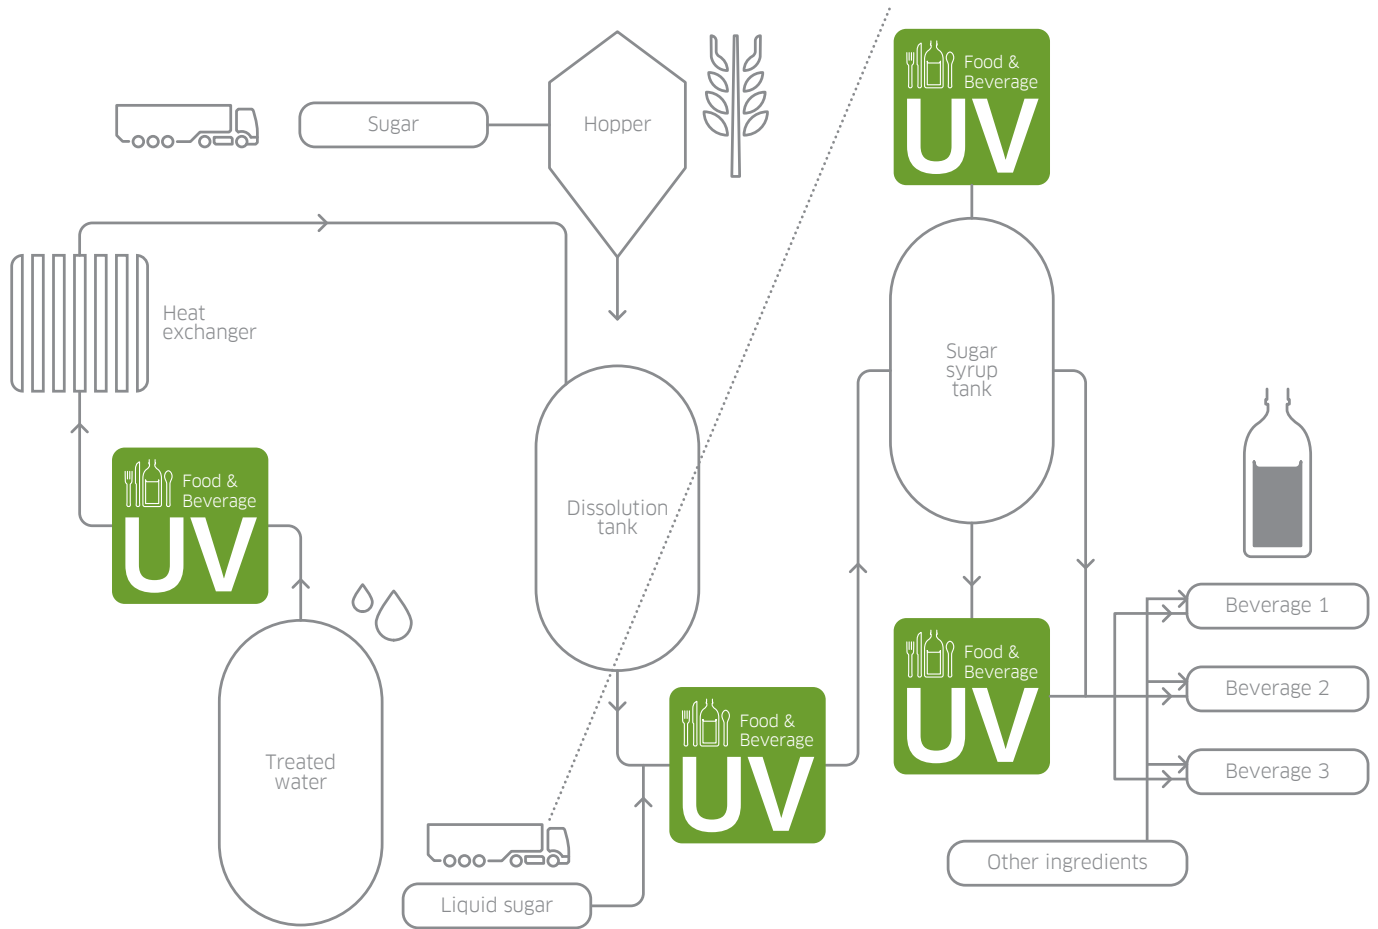 Food &
Beverage
UV
Sugar
Hopper
Heat
exchanger
Sugar
syrup
tank
Food &
Beverage
UV
Dissolution
tank
Beverage 1
Food &
Beverage
UV
Beverage 2
Food &
Beverage
UV
Treated
water
Beverage 3
Other ingredients
Liquid sugar